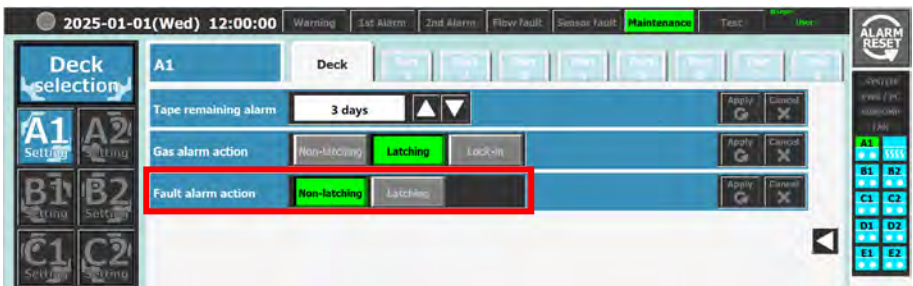 2025-01-01(Wed) 12:00:00
Warning
1st Alarm
2nd Alarm
Flow fault
Sensor fault
Maintenance
Test
User
ALARM
RESET
Deck
selection
A1
Deck
Tape remaining alarm
3 days
Apply
Cancel
A1
Setting
A2
Setting
Gas alarm action
Non-latching
Latching
Lock-in
Apply
Cancel
Fault alarm action
Non-latching
Latching
Apply
Cancel
B1
Setting
B2
Setting
C1
Setting
C2
Setting
SYSTEM
A1
B1 B2
C1 C2
D1 D2
E1 E2